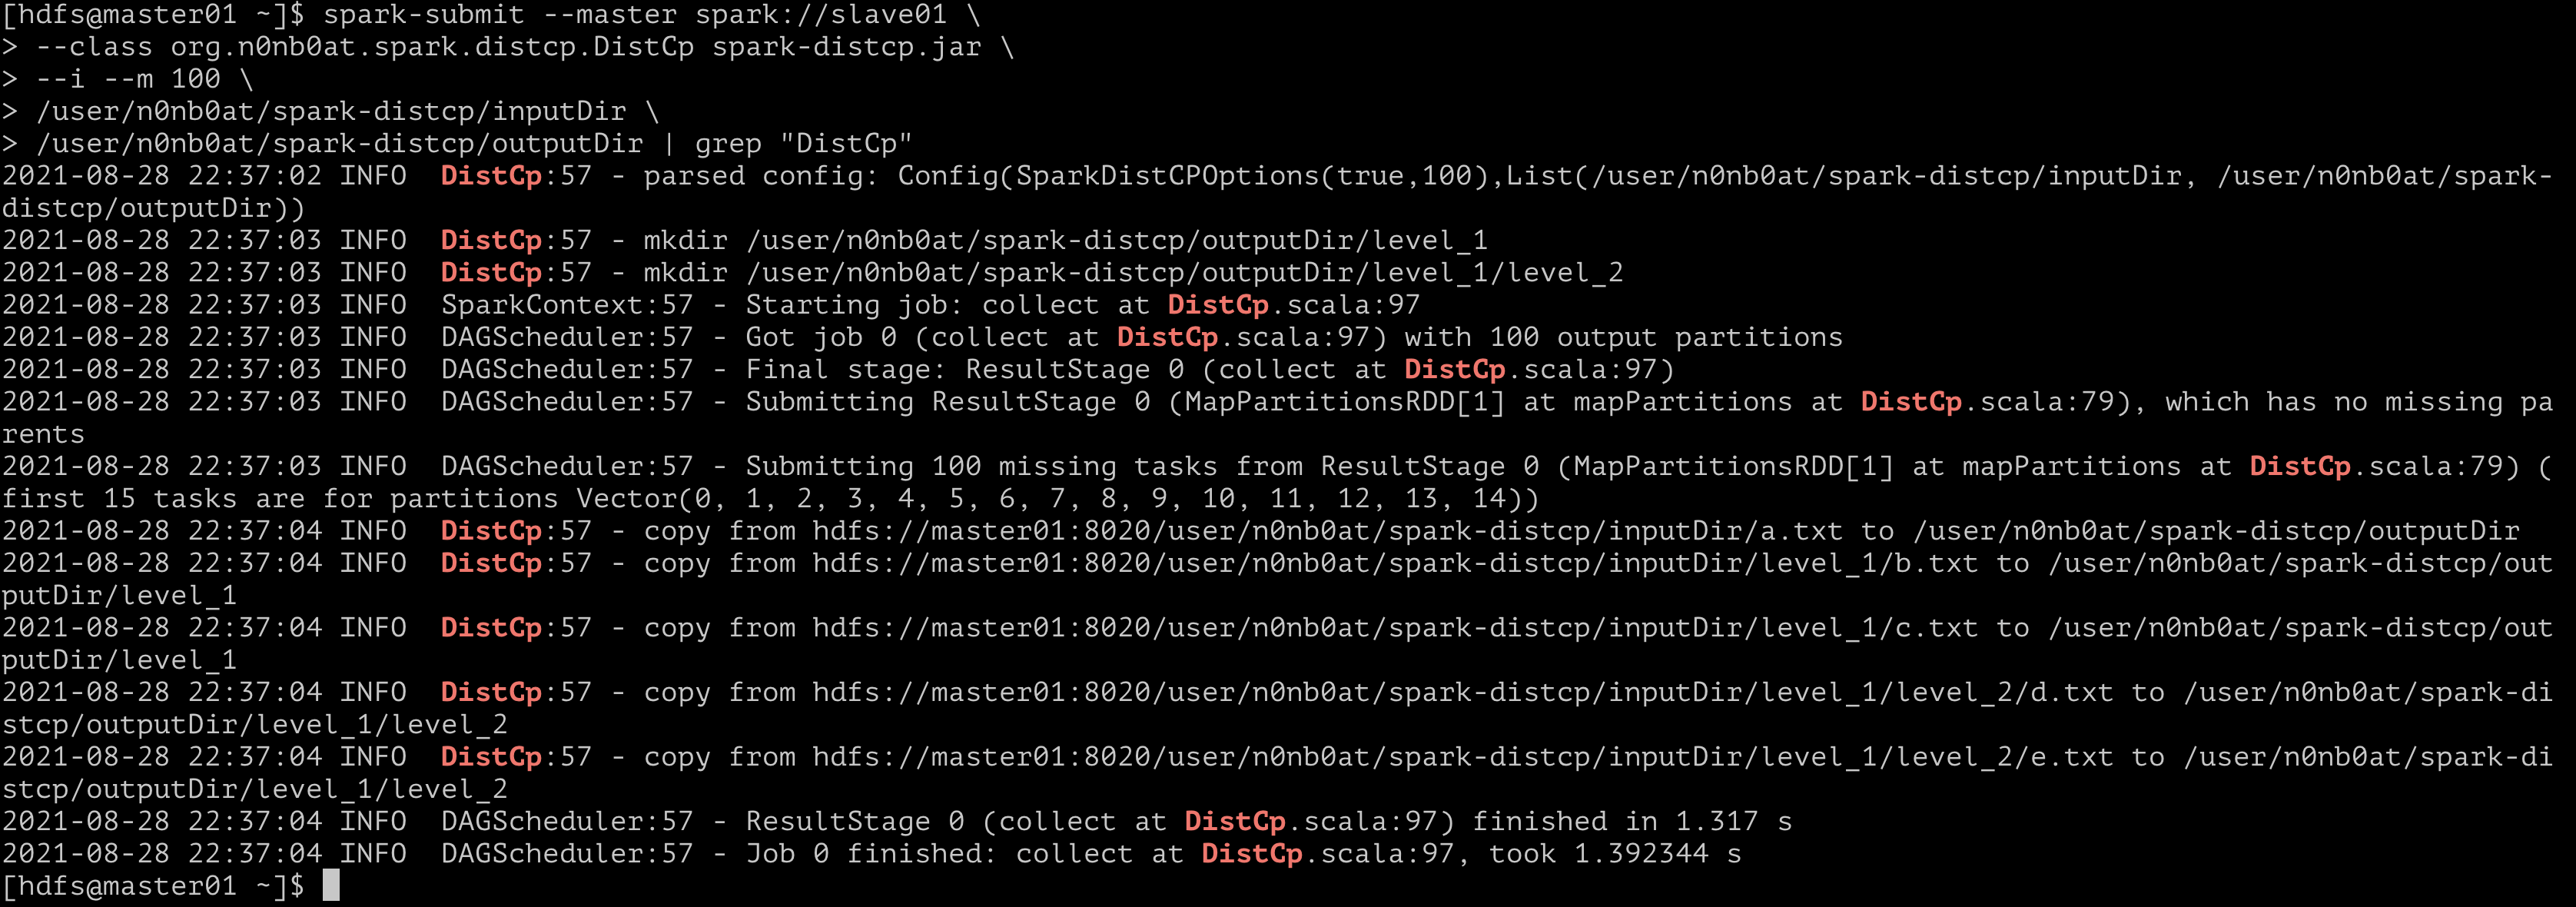 [hdfs@master01 ~]$ spark-submit --master spark://slave01 \
> --class org.n0nb0at.spark.distcp.DistCp spark-distcp.jar \
> --i --m 100 \
> /user/n0nb0at/spark-distcp/inputDir \
> /user/n0nb0at/spark-distcp/outputDir | grep "DistCp"
2021-08-28 22:37:02 INFO  DistCp:57 - parsed config: Config(SparkDistCPOptions(true,100),List(/user/n0nb0at/spark-distcp/inputDir, /user/n0nb0at/spark-
distcp/outputDir))
2021-08-28 22:37:03 INFO  DistCp:57 - mkdir /user/n0nb0at/spark-distcp/outputDir/level_1
2021-08-28 22:37:03 INFO  DistCp:57 - mkdir /user/n0nb0at/spark-distcp/outputDir/level_1/level_2
2021-08-28 22:37:03 INFO  SparkContext:57 - Starting job: collect at DistCp.scala:97
2021-08-28 22:37:03 INFO  DAGScheduler:57 - Got job 0 (collect at DistCp.scala:97) with 100 output partitions
2021-08-28 22:37:03 INFO  DAGScheduler:57 - Final stage: ResultStage 0 (collect at DistCp.scala:97)
2021-08-28 22:37:03 INFO  DAGScheduler:57 - Submitting ResultStage 0 (MapPartitionsRDD[1] at mapPartitions at DistCp.scala:79), which has no missing pa
rents
2021-08-28 22:37:03 INFO  DAGScheduler:57 - Submitting 100 missing tasks from ResultStage 0 (MapPartitionsRDD[1] at mapPartitions at DistCp.scala:79) (
first 15 tasks are for partitions Vector(0, 1, 2, 3, 4, 5, 6, 7, 8, 9, 10, 11, 12, 13, 14))
2021-08-28 22:37:04 INFO  DistCp:57 - copy from hdfs://master01:8020/user/n0nb0at/spark-distcp/inputDir/a.txt to /user/n0nb0at/spark-distcp/outputDir
2021-08-28 22:37:04 INFO  DistCp:57 - copy from hdfs://master01:8020/user/n0nb0at/spark-distcp/inputDir/level_1/b.txt to /user/n0nb0at/spark-distcp/out
putDir/level_1
2021-08-28 22:37:04 INFO  DistCp:57 - copy from hdfs://master01:8020/user/n0nb0at/spark-distcp/inputDir/level_1/c.txt to /user/n0nb0at/spark-distcp/out
putDir/level_1
2021-08-28 22:37:04 INFO  DistCp:57 - copy from hdfs://master01:8020/user/n0nb0at/spark-distcp/inputDir/level_1/level_2/d.txt to /user/n0nb0at/spark-di
stcp/outputDir/level_1/level_2
2021-08-28 22:37:04 INFO  DistCp:57 - copy from hdfs://master01:8020/user/n0nb0at/spark-distcp/inputDir/level_1/level_2/e.txt to /user/n0nb0at/spark-di
stcp/outputDir/level_1/level_2
2021-08-28 22:37:04 INFO  DAGScheduler:57 - ResultStage 0 (collect at DistCp.scala:97) finished in 1.317 s
2021-08-28 22:37:04 INFO  DAGScheduler:57 - Job 0 finished: collect at DistCp.scala:97, took 1.392344 s
[hdfs@master01 ~]$